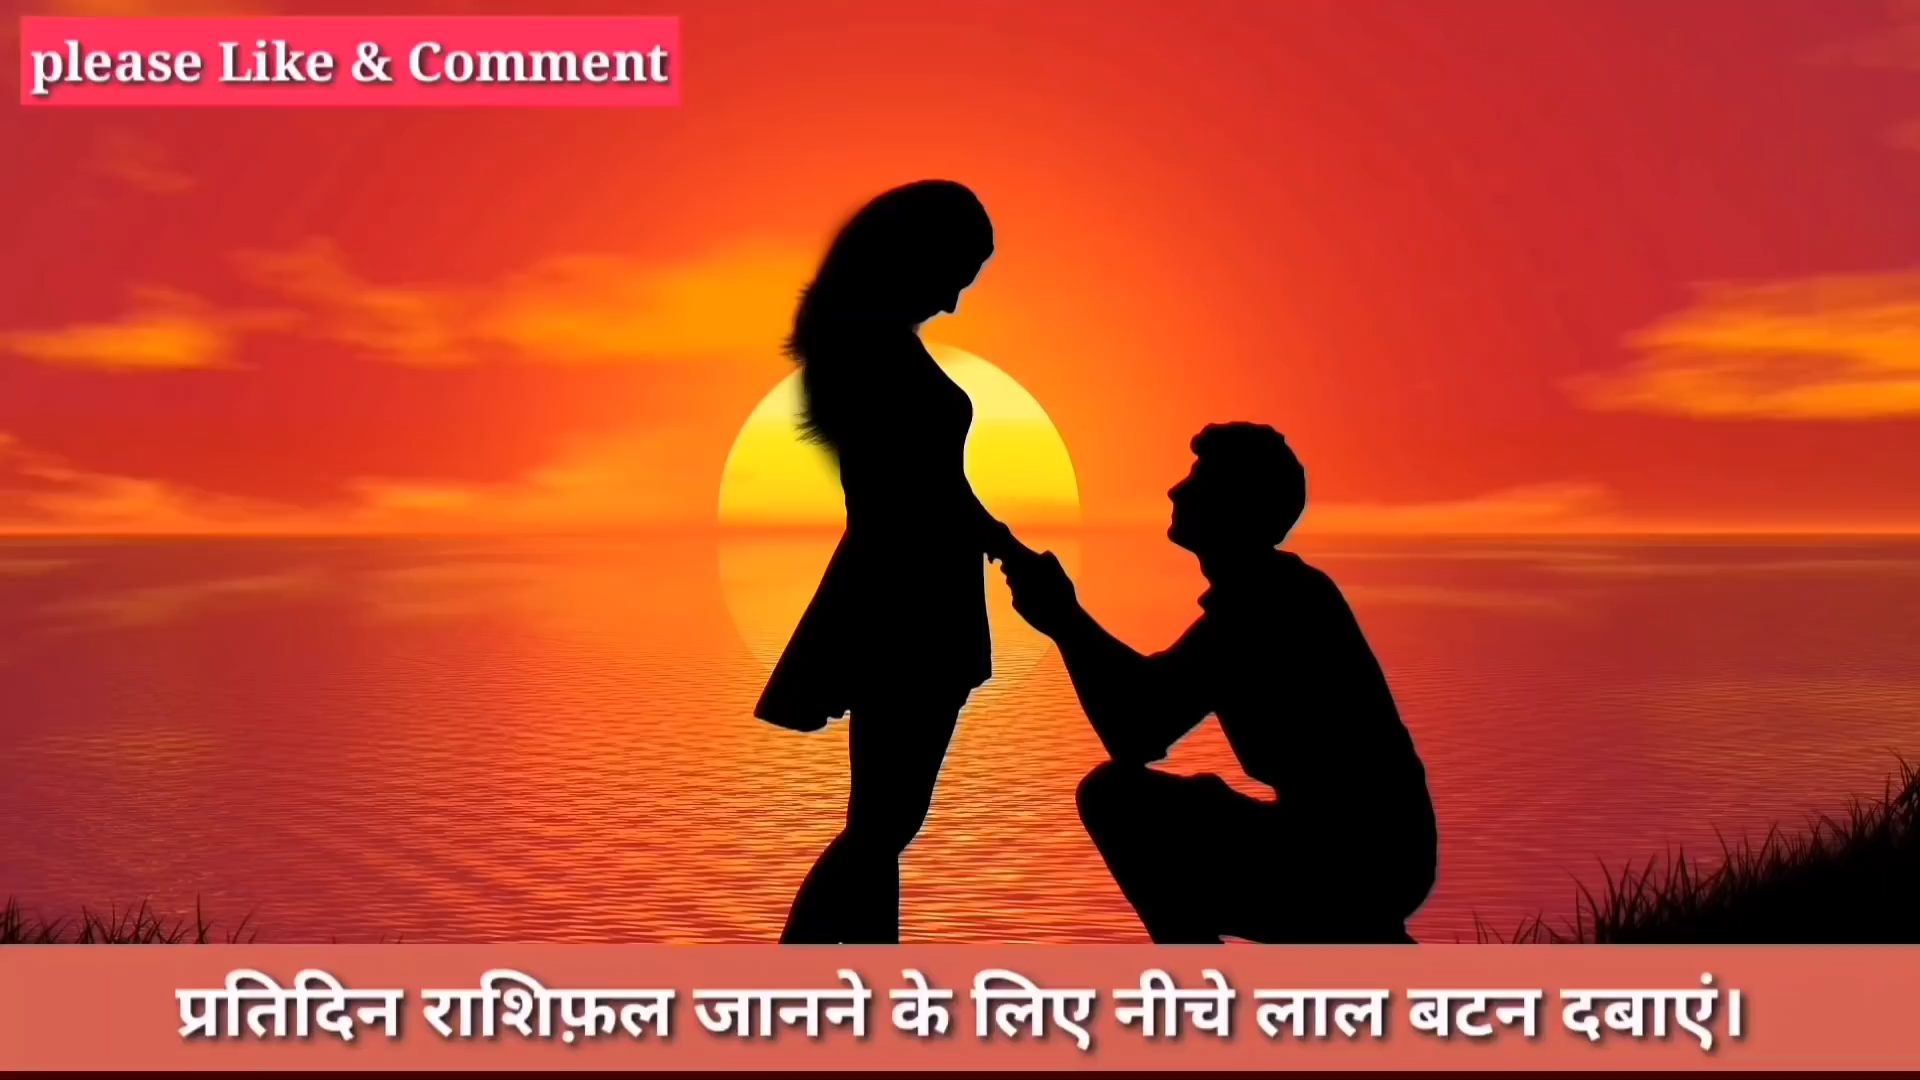 please Like & Comment
प्रतिदिन राशिफ़ल जानने के लिए नीचे लाल बटन दबाएं।